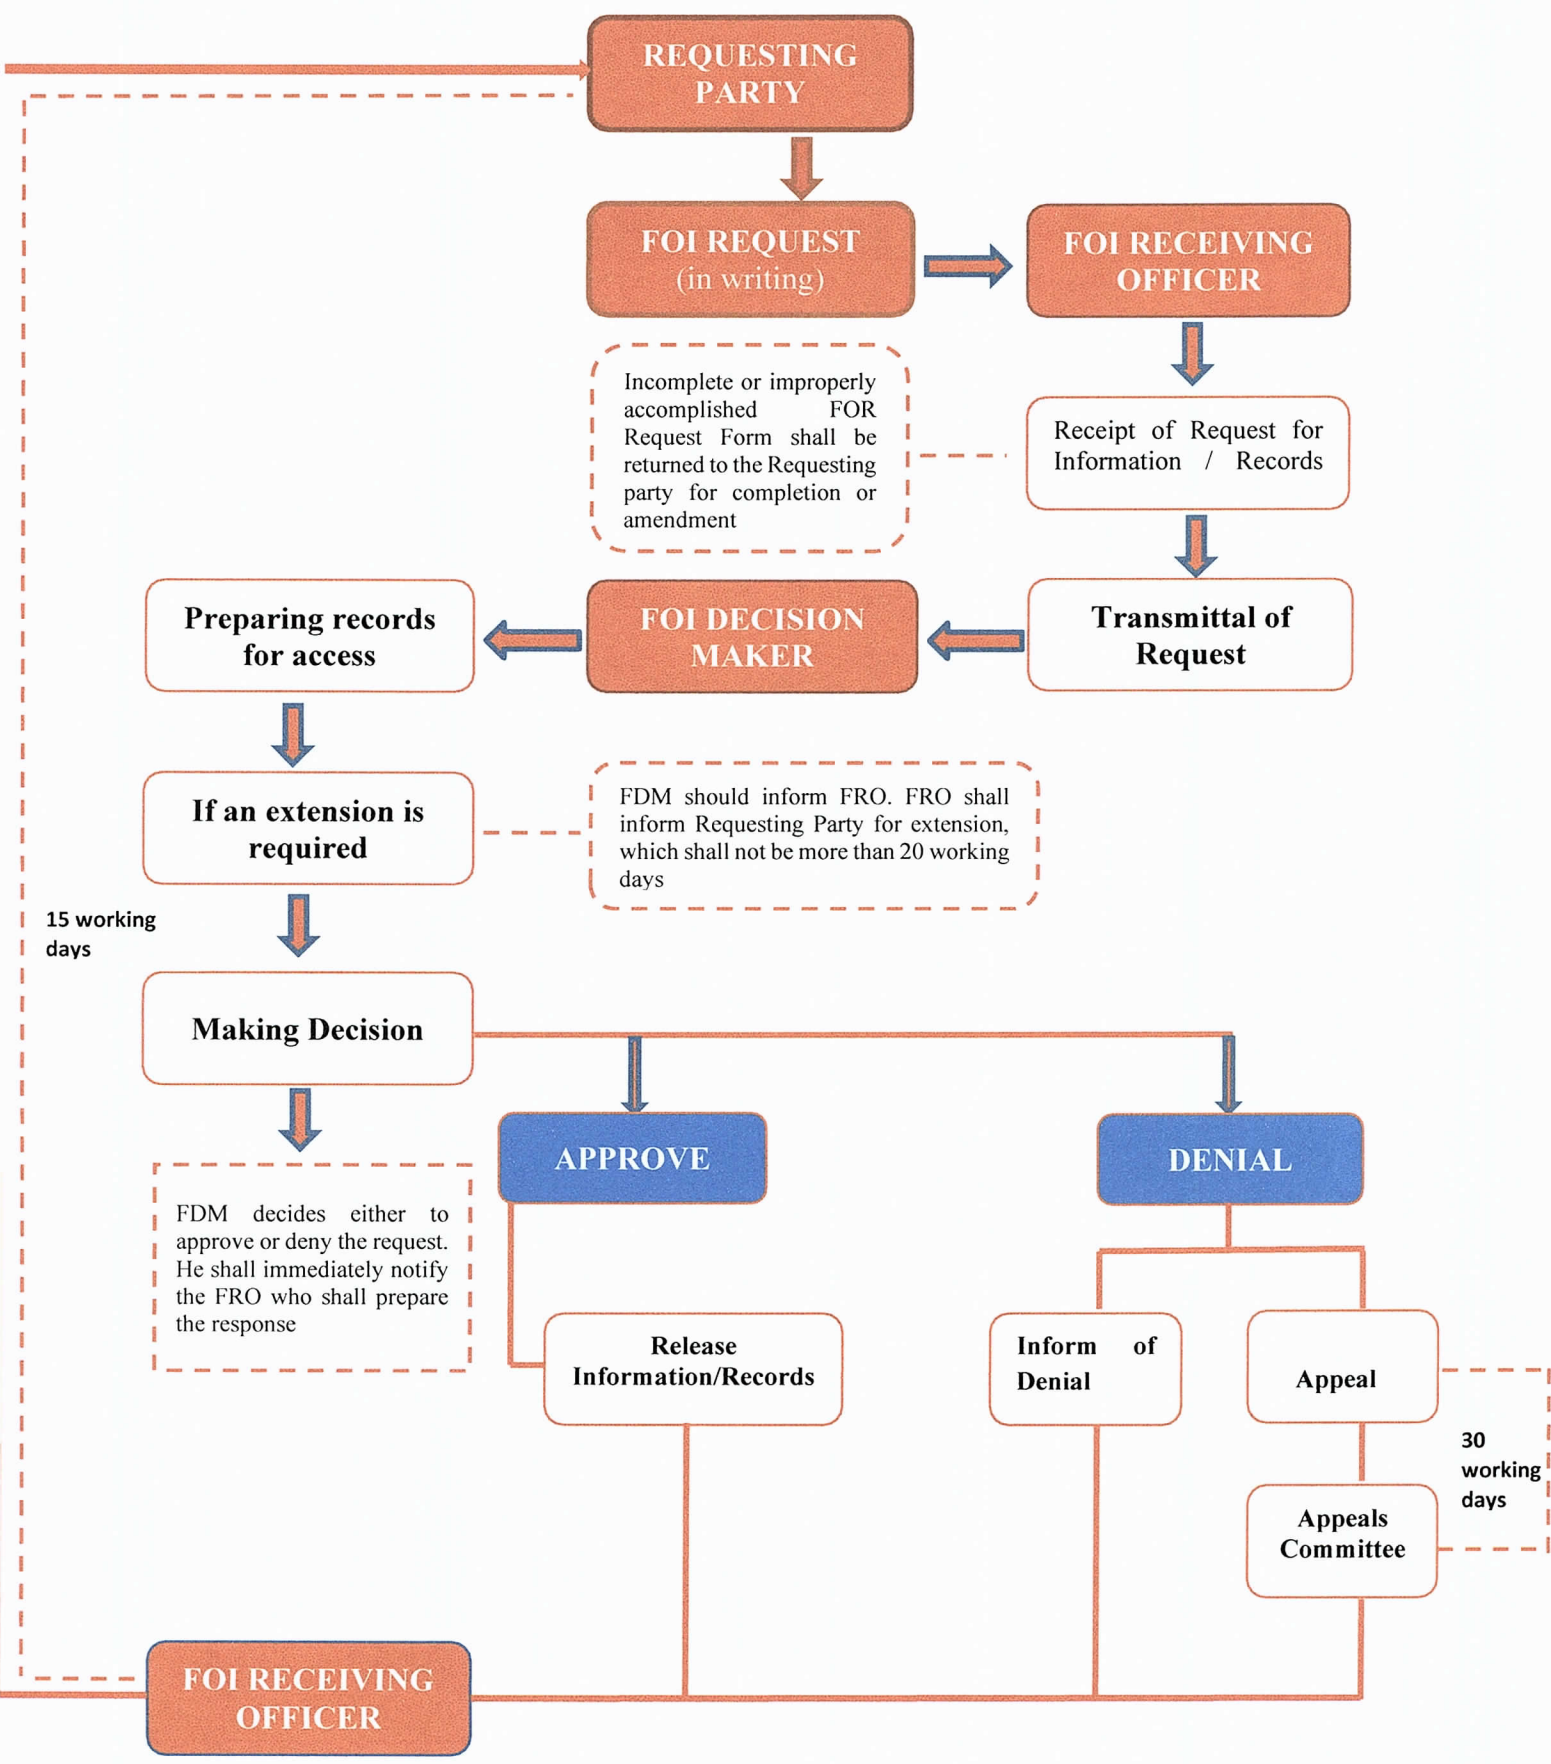 REQUESTING
PARTY
FOI REQUEST
(in writing)
FOI RECEIVING
OFFICER
Incomplete or improperly
accomplished FOR
Request Form shall be
returned to the Requesting
party for completion or
amendment
Receipt of Request for
Information / Records
Preparing records
for access
FOI DECISION
MAKER
Transmittal of
Request
If an extension is
required
FDM should inform FRO. FRO shall
inform Requesting Party for extension,
which shall not be more than 20 working
days
15 working
days
Making Decision
APPROVE
DENIAL
FDM decides either to
approve or deny the request.
He shall immediately notify
the FRO who shall prepare
the response
Release
Information/Records
Inform of
Denial
Appeal
30
working
days
Appeals
Committee
FOI RECEIVING
OFFICER